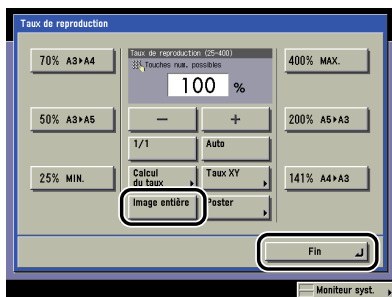 Taux de reproduction
70% A3▸A4
Taux de reproduction (25-400)
Touches num. possibles
100 %
400% MAX.
50% A3▸A5
－
＋
200% A5▸A3
1/1
Auto
25% MIN.
Calcul
du taux
Taux XY
141% A4▸A3
Image entière
Poster
Fin
Moniteur syst.